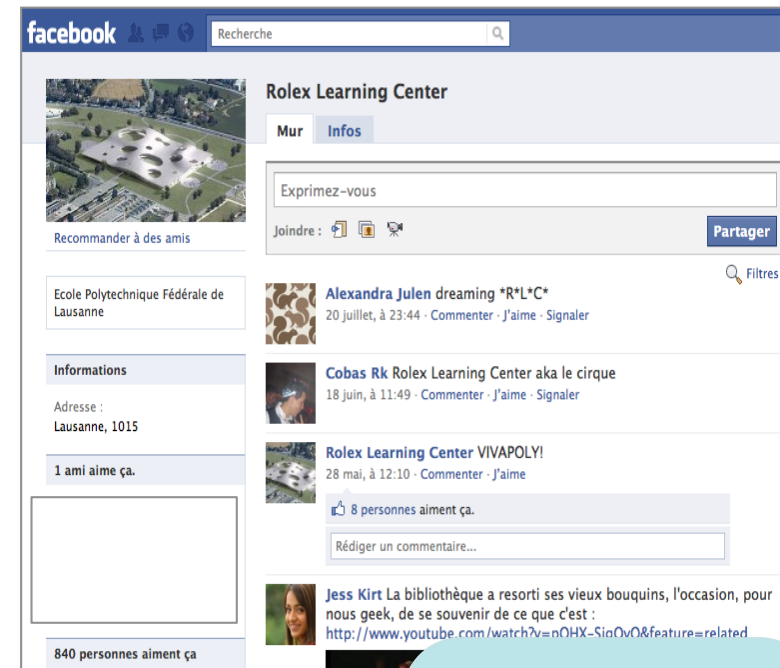 facebook
Recherche
Rolex Learning Center
Mur Infos
Exprimez-vous
Joindre :
Partager
Filtres
Recommander à des amis
Ecole Polytechnique Fédérale de
Lausanne
Informations
Adresse :
Lausanne, 1015
1 ami aime ça.
840 personnes aiment ça
Alexandra Julen dreaming *R*L*C*
20 juillet, à 23:44 · Commenter · J'aime · Signaler
Cobas Rk Rolex Learning Center aka le cirque
18 juin, à 11:49 · Commenter · J'aime · Signaler
Rolex Learning Center VIVAPOLY!
28 mai, à 12:10 · Commenter · J'aime
8 personnes aiment ça.
Rédiger un commentaire...
Jess Kirt La bibliothèque a resorti ses vieux bouquins, l'occasion, pour
nous geek, de se souvenir de ce que c'est :